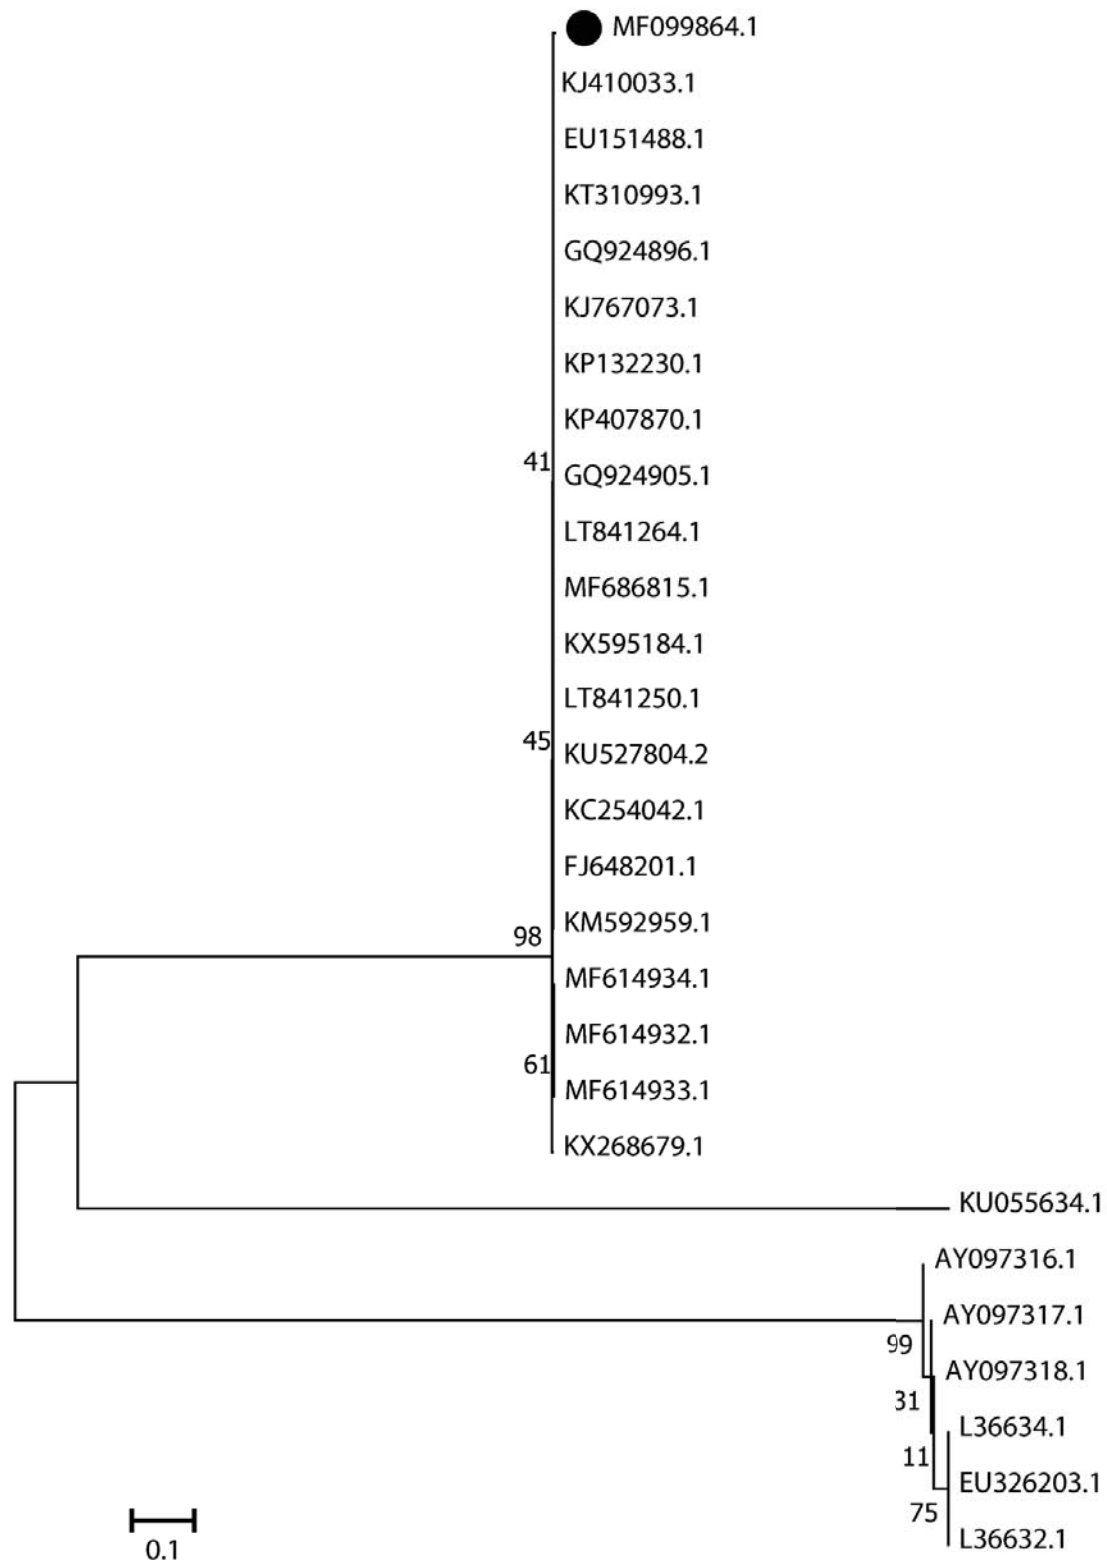 MF099864.1
KJ410033.1
EU151488.1
KT310993.1
GQ924896.1
KJ767073.1
KP132230.1
KP407870.1
41
GQ924905.1
LT841264.1
MF686815.1
KX595184.1
LT841250.1
45
KU527804.2
KC254042.1
FJ648201.1
KM592959.1
98
MF614934.1
MF614932.1
61
MF614933.1
KX268679.1
KU055634.1
AY097316.1
AY097317.1
99
AY097318.1
31
L36634.1
11
EU326203.1
75
L36632.1
0.1